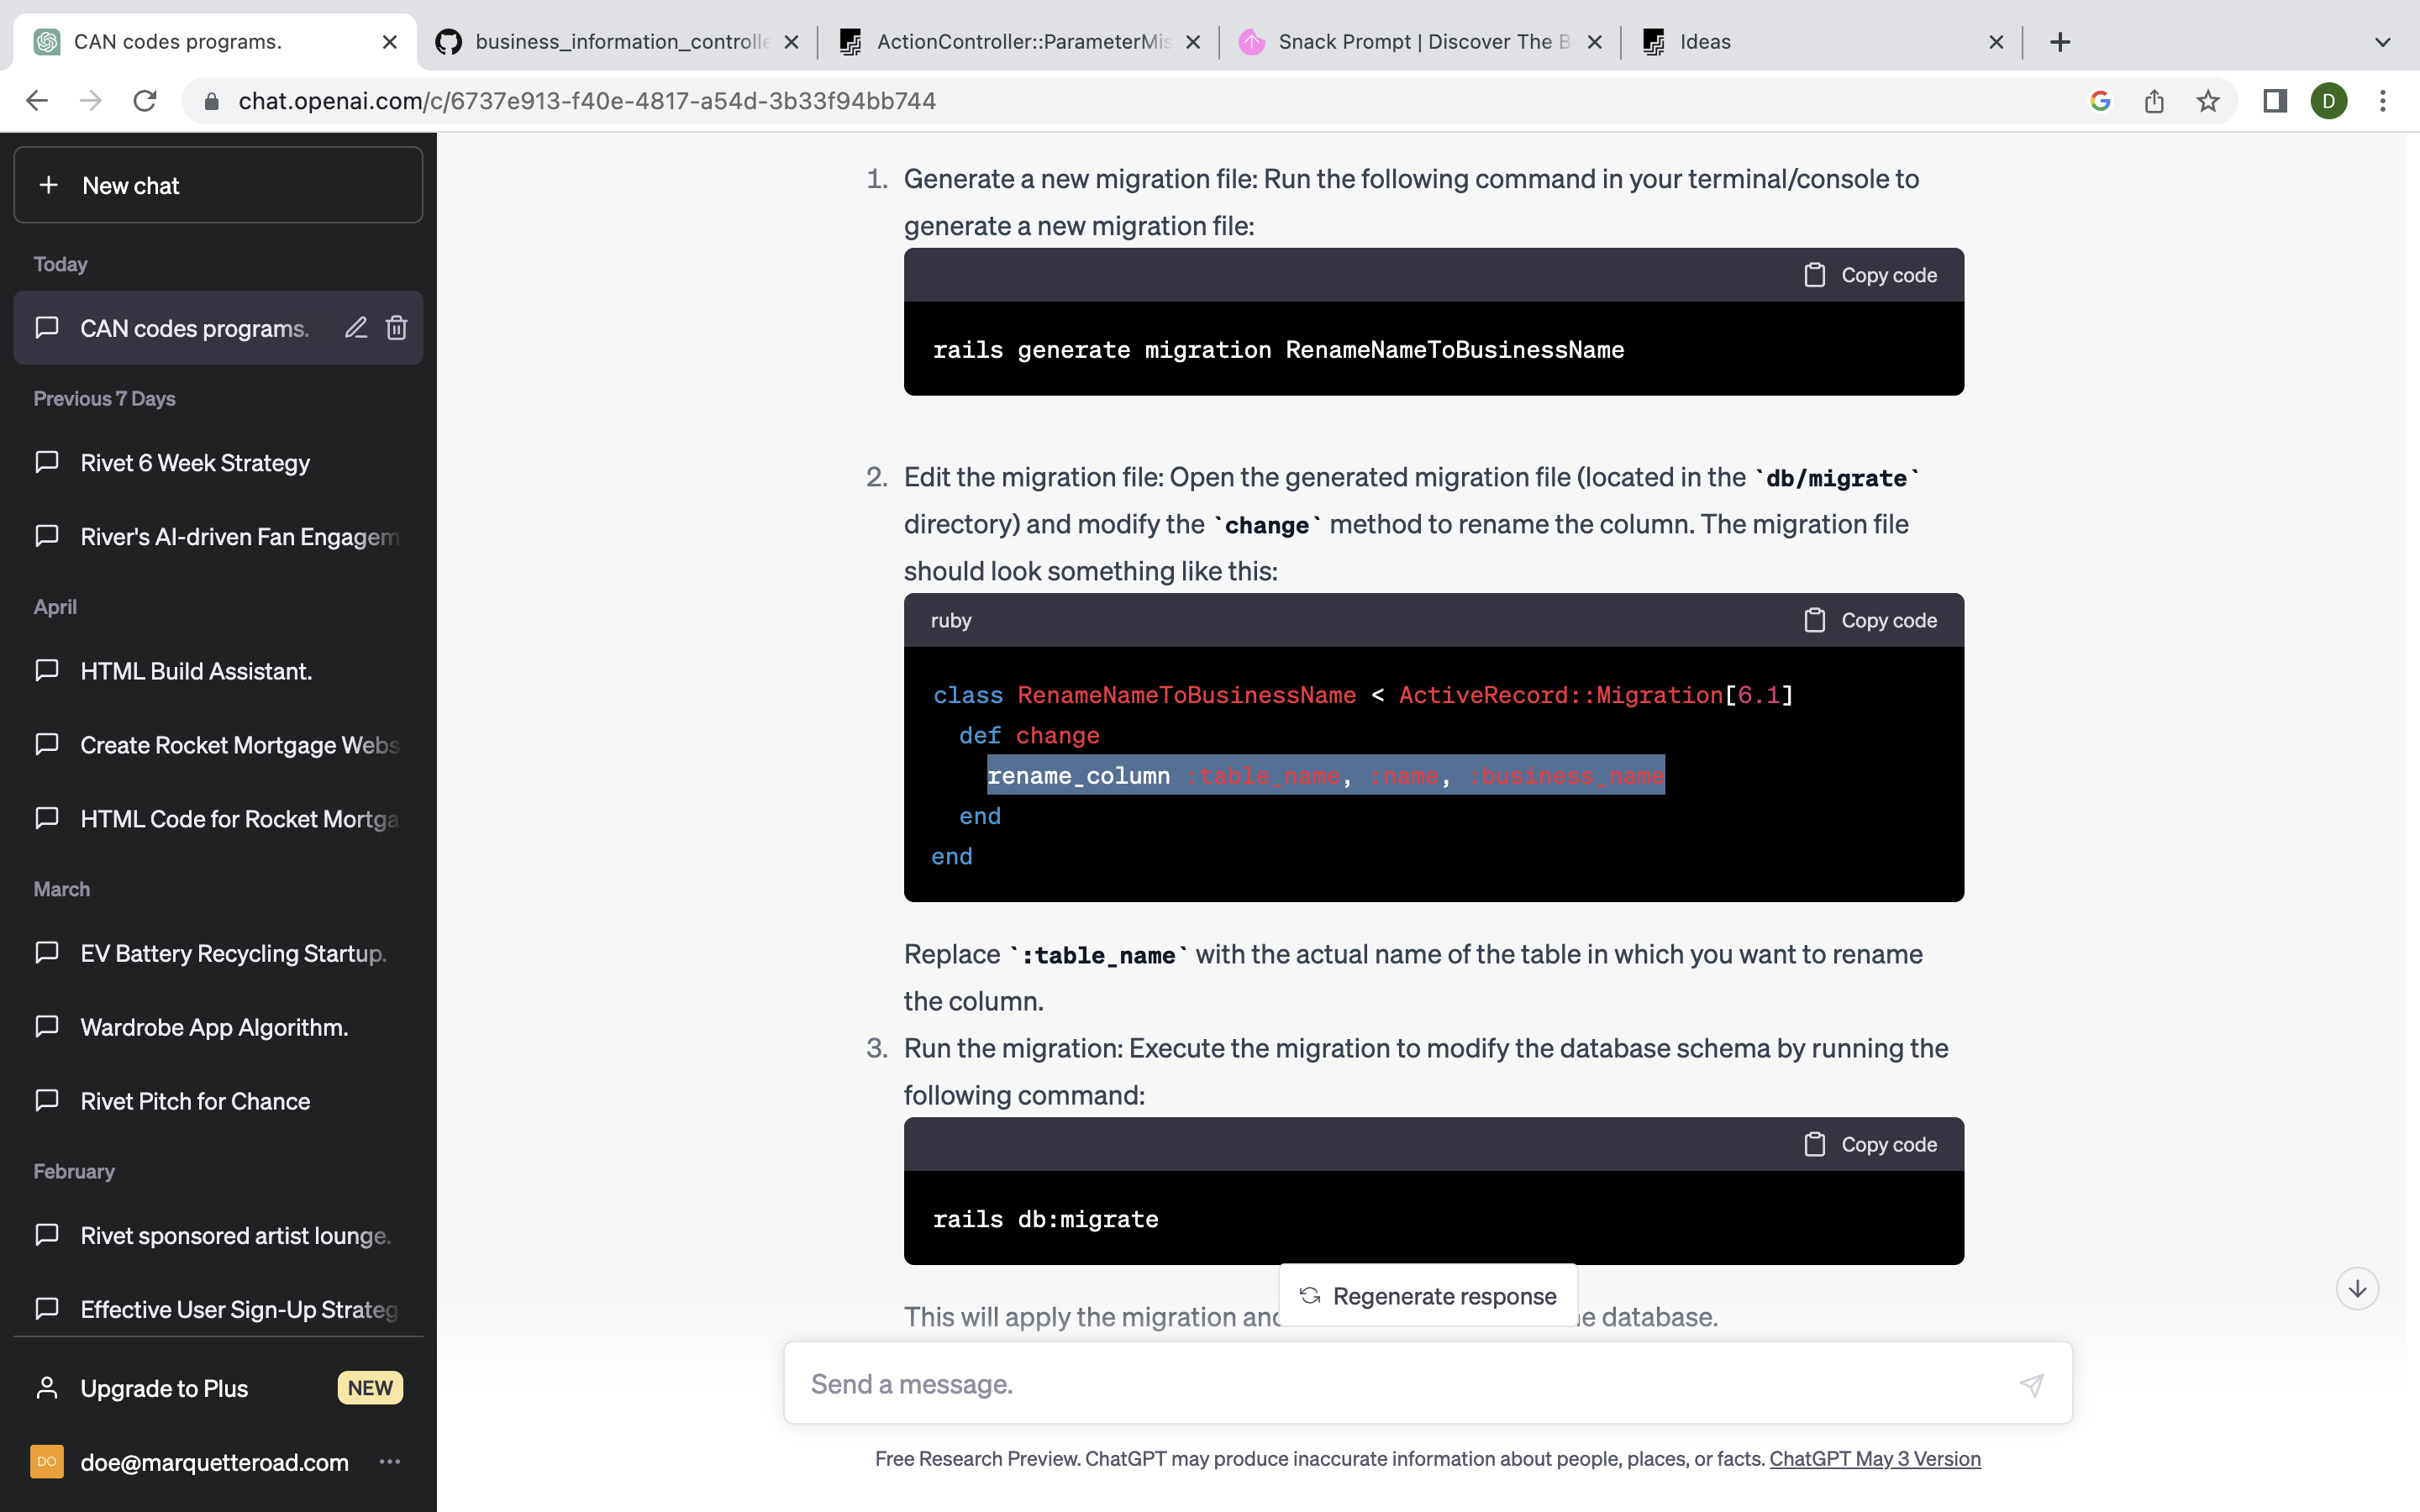 CAN codes programs.
business_information_controlle
ActionController::ParameterMis
Snack Prompt | Discover The B
Ideas
chat.openai.com/c/6737e913-f40e-4817-a54d-3b33f94bb744
D
New chat
Today
CAN codes programs.
Previous 7 Days
Rivet 6 Week Strategy
River's AI-driven Fan Engagem
April
HTML Build Assistant.
Create Rocket Mortgage Webs
HTML Code for Rocket Mortga
March
EV Battery Recycling Startup.
Wardrobe App Algorithm.
Rivet Pitch for Chance
February
Rivet sponsored artist lounge.
Effective User Sign-Up Strateg
Upgrade to Plus NEW
DO doe@marquetteroad.com
1. Generate a new migration file: Run the following command in your terminal/console to
generate a new migration file:
Copy code
rails generate migration RenameNameToBusinessName
2. Edit the migration file: Open the generated migration file (located in the `db/migrate`
directory) and modify the `change` method to rename the column. The migration file
should look something like this:
ruby Copy code
class RenameNameToBusinessName < ActiveRecord::Migration[6.1]
def change
rename_column :table_name, :name, :business_name
end
end
Replace `:table_name` with the actual name of the table in which you want to rename
the column.
3. Run the migration: Execute the migration to modify the database schema by running the
following command:
Copy code
rails db:migrate
Regenerate response
This will apply the migration and e database.
Send a message.
Free Research Preview. ChatGPT may produce inaccurate information about people, places, or facts. ChatGPT May 3 Version